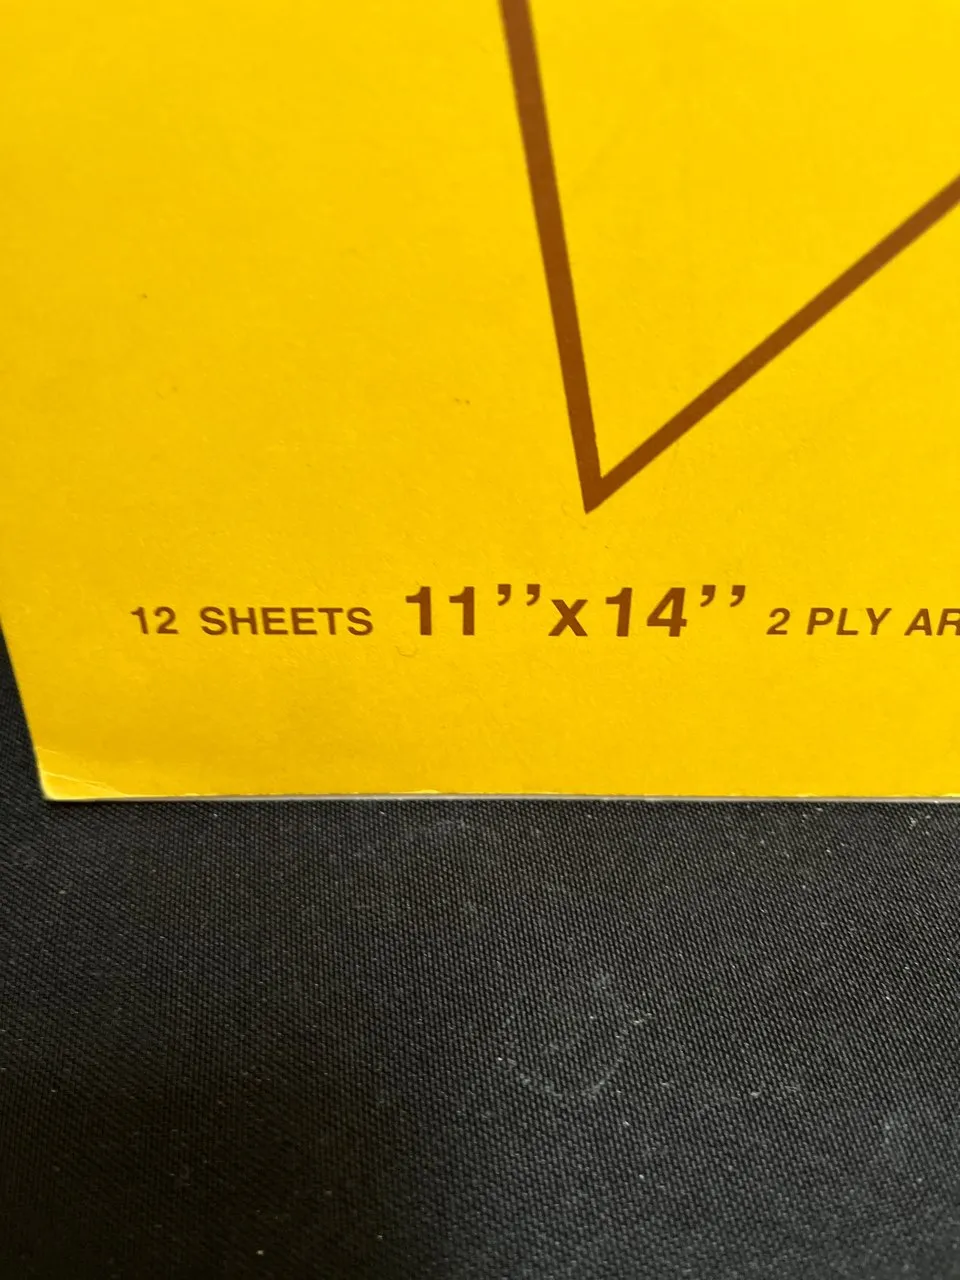 12 SHEETS 11’’x14’’ 2 PLY AR